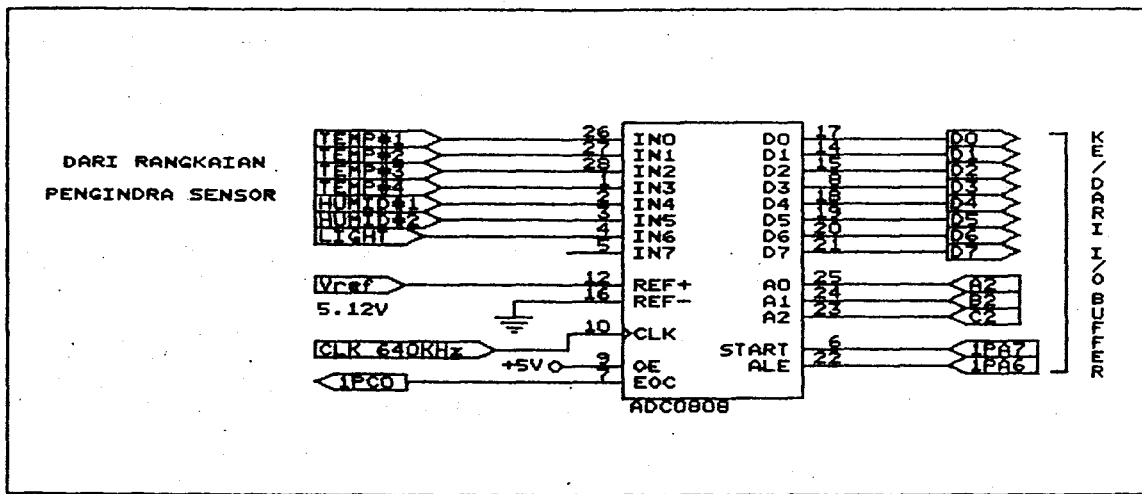 DARI RANGKAIAN
PENGINDRA SENSOR
TEMP#1 26 IN0 D0 17 D0
TEMP#2 27 IN1 D1 14 D1
TEMP#3 28 IN2 D2 15 D2
TEMP#4 1 IN3 D3 8 D3
HUMID#1 2 IN4 D4 18 D4
HUMID#2 3 IN5 D5 19 D5
LIGHT 4 IN6 D6 20 D6
5 IN7 D7 21 D7
Vref 12 REF+ A0 25 A2
5.12V 16 REF- A1 24 B2
A2 23 C2
10 CLK
CLK 640KHz START 6 1PA7
+5V 9 OE ALE 22 1PA6
1PC0 7 EOC
ADC0808
KE/DARI I/O BUFFER